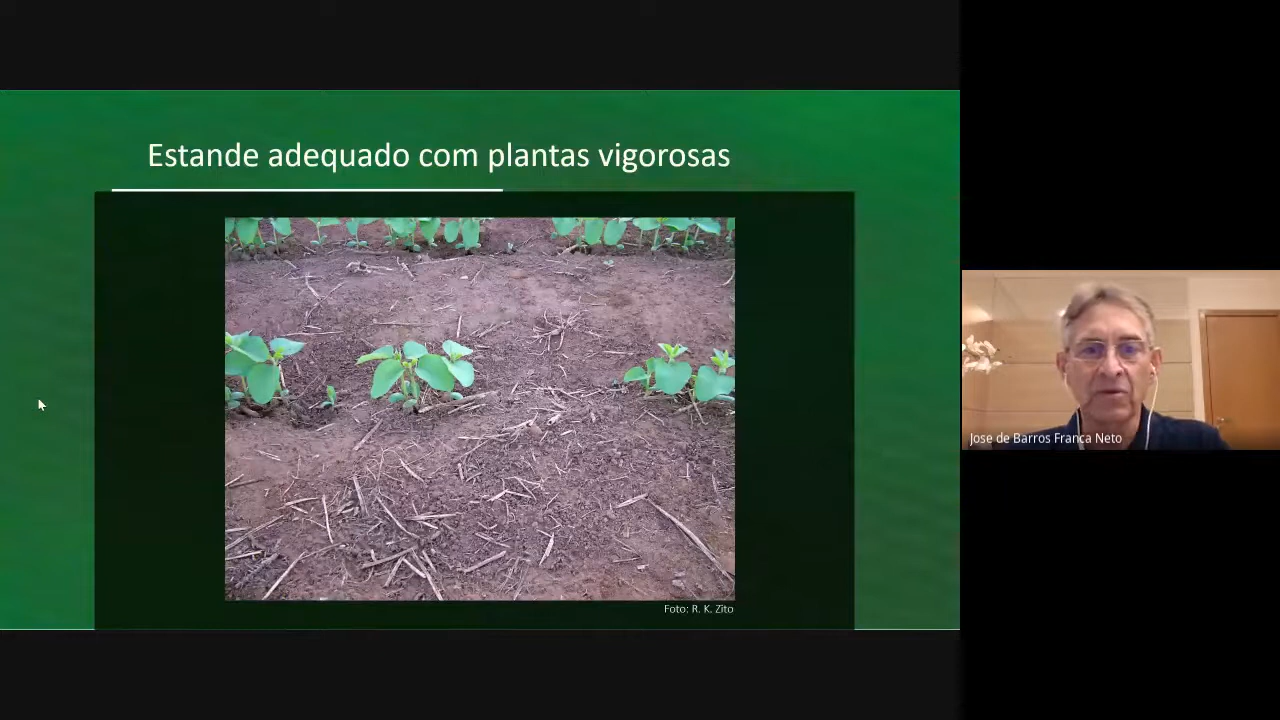 Estande adequado com plantas vigorosas
Foto: R. K. Zito
Jose de Barros Franca Neto